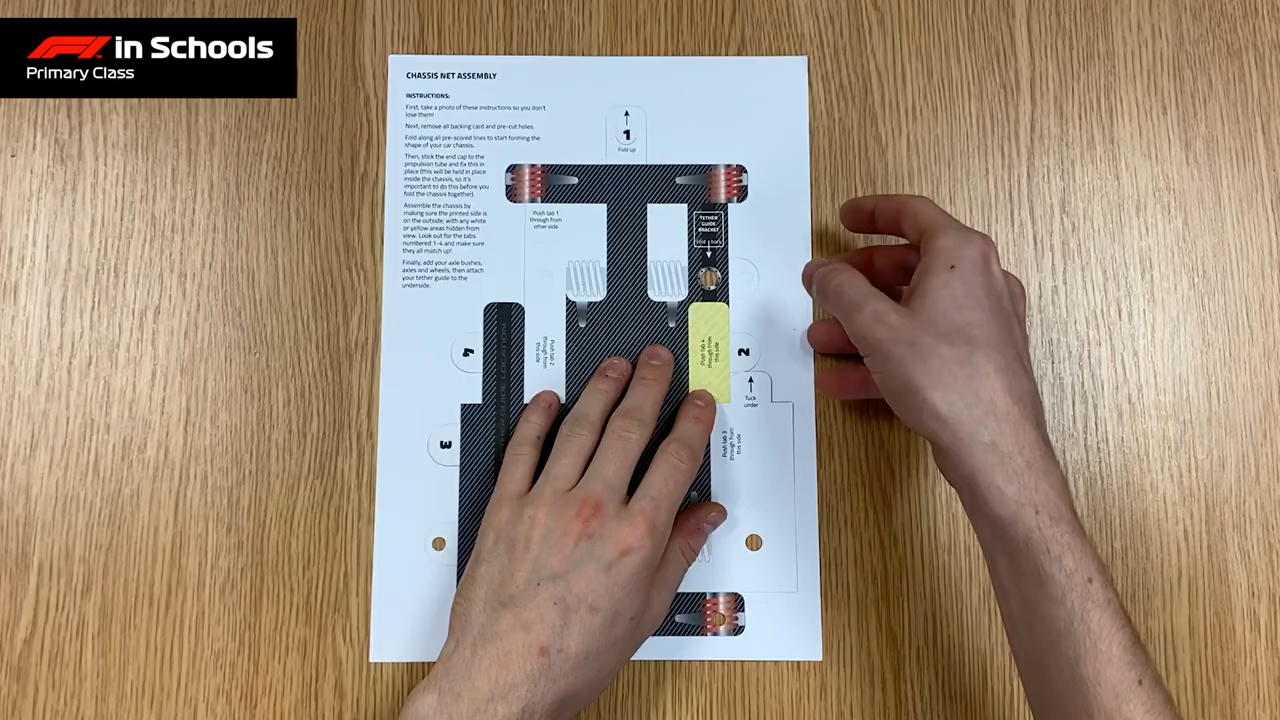 F1 in Schools
Primary Class
CHASSIS NET ASSEMBLY
INSTRUCTIONS:
First, take a photo of these instructions so you don't
lose them!
Next, remove all backing card and pre-cut holes.
Fold along all pre-scored lines to start forming the
shape of your car chassis.
Then, stick the end cap to the
propulsion tube and fix this in
place (this will be held in place
inside the chassis, so it's
important to do this before you
fold the chassis together).
Assemble the chassis by
making sure the printed side is
on the outside, with any white
or yellow areas hidden from
view. Look out for the tabs
numbered 1-4 and make sure
they all match up!
Finally, add your axle bushes,
axles and wheels, then attach
your tether guide to the
underside.
1
Fold up
Push tab 1
through from
other side
TETHER
GUIDE
BRACKET
Push tab 2
through from
this side
Push tab 4
through from
this side
4
2
Tuck
under
3
Push tab 3
through from
this side